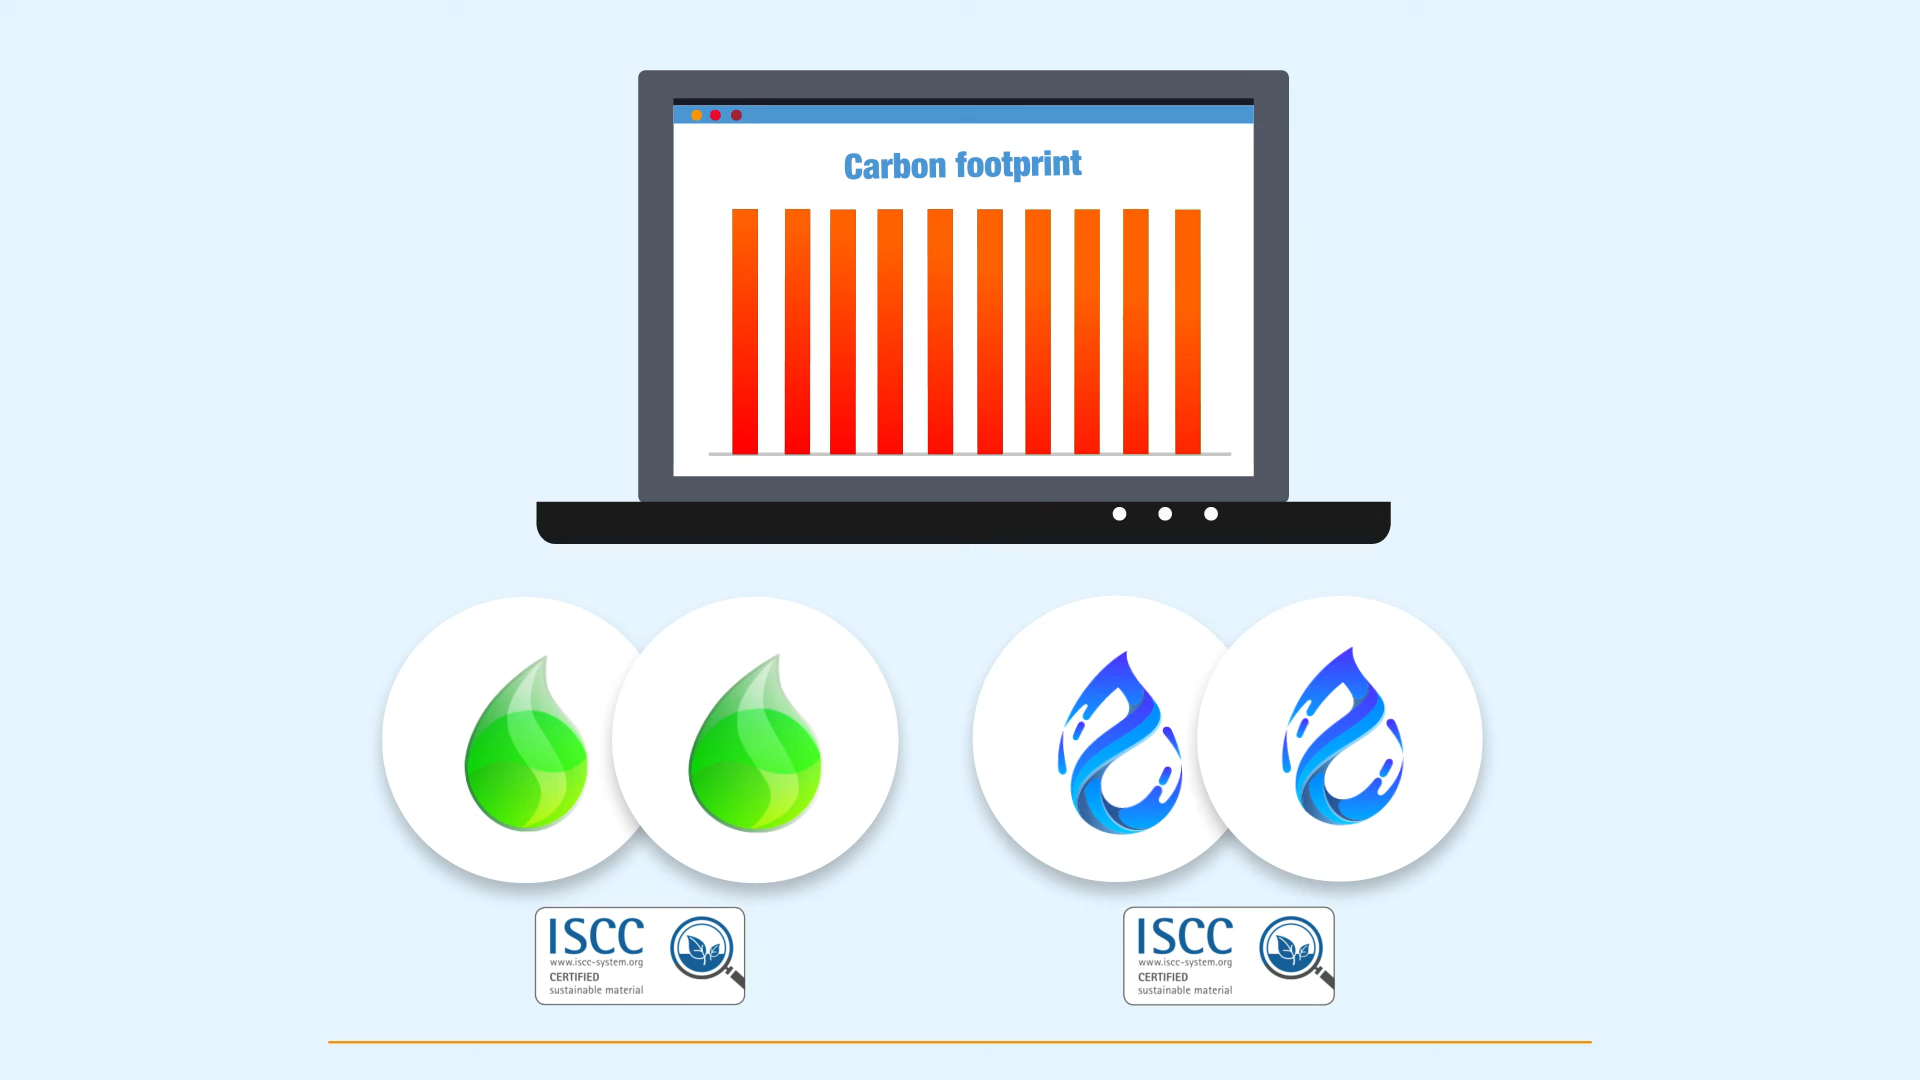 Carbon footprint
ISCC
www.iscc-system.org
CERTIFIED
sustainable material
ISCC
www.iscc-system.org
CERTIFIED
sustainable material